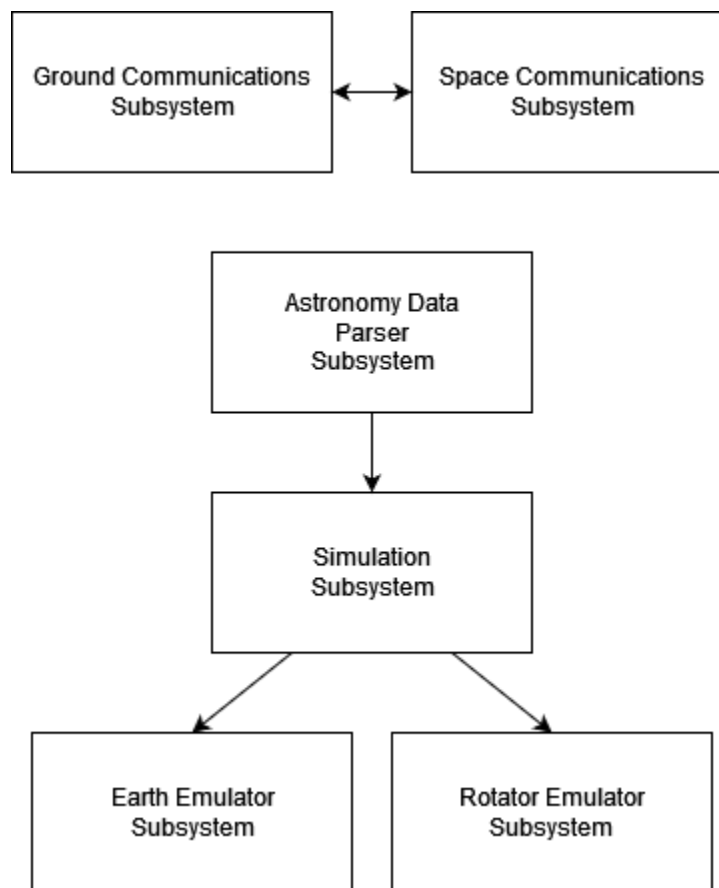 Ground Communications
Subsystem
Space Communications
Subsystem
Astronomy Data
Parser
Subsystem
Simulation
Subsystem
Earth Emulator
Subsystem
Rotator Emulator
Subsystem